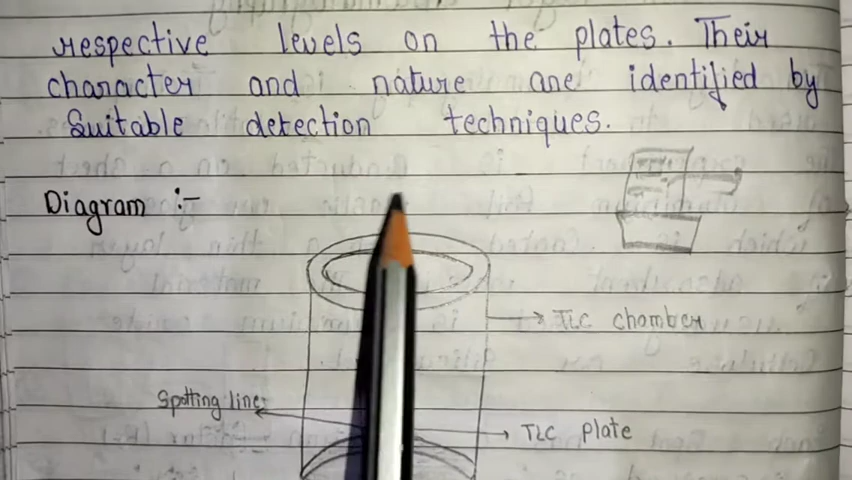 respective levels on the plates. Their
character and nature are identified by
Suitable detection techniques.
Diagram :-
TLC chamber
Spotting line
TLC plate